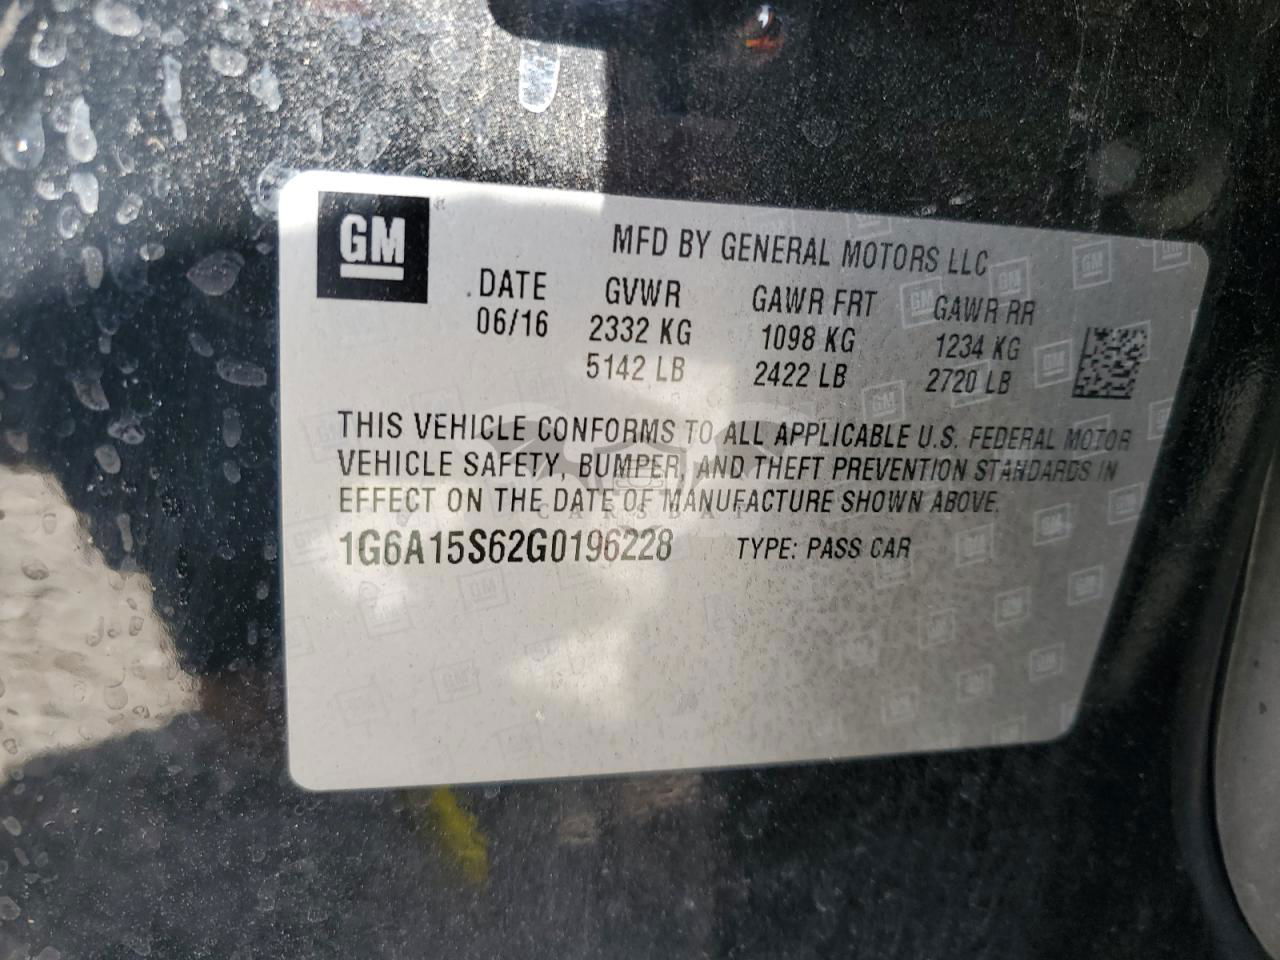 GM
MFD BY GENERAL MOTORS LLC
DATE GVWR GAWR FRT GAWR RR
06/16 2332 KG 1098 KG 1234 KG
5142 LB 2422 LB 2720 LB
THIS VEHICLE CONFORMS TO ALL APPLICABLE U.S. FEDERAL MOTOR
VEHICLE SAFETY, BUMPER, AND THEFT PREVENTION STANDARDS IN
EFFECT ON THE DATE OF MANUFACTURE SHOWN ABOVE.
CARSBAT
1G6A15S62G0196228 TYPE: PASS CAR